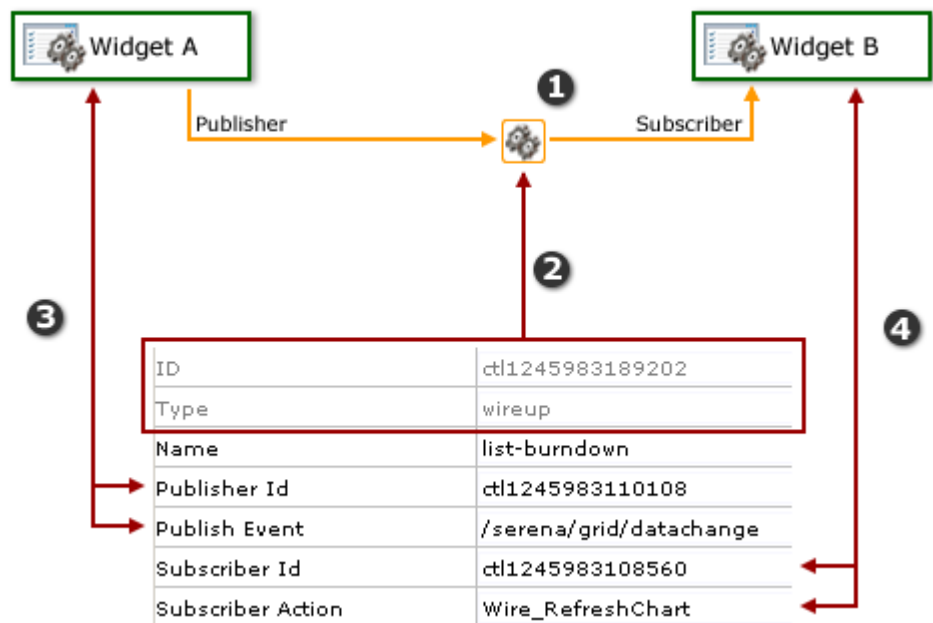 Widget A
Widget B
1
Publisher
Subscriber
2
3
4
ID ctl1245983189202
Type wireup
Name list-burndown
Publisher Id ctl1245983110108
Publish Event /serena/grid/datachange
Subscriber Id ctl1245983108560
Subscriber Action Wire_RefreshChart